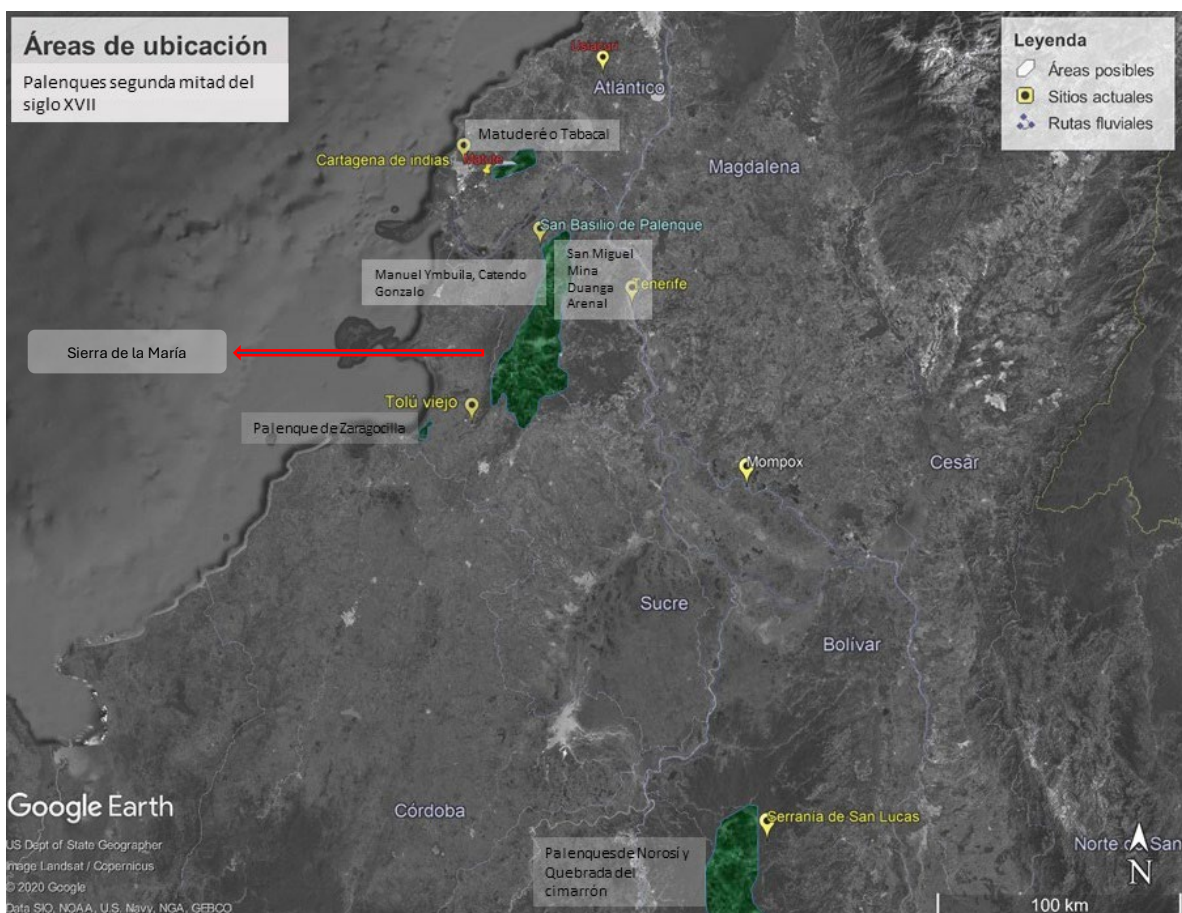 Áreas de ubicación
Palenques segunda mitad del
siglo XVII
Leyenda
Áreas posibles
Sitios actuales
Rutas fluviales
Atlántico
Matuderé o Tabacal
Cartagena de indias
Magdalena
San Basilio de Palenque
San Miguel
Mina
Duanga
Arenal
Manuel Ymbuila, Catendo
Gonzalo
Tenerife
Sierra de la María
Tolú viejo
Palenque de Zaragocilla
Mompox
Cesar
Sucre
Bolívar
Córdoba
Serranía de San Lucas
Palenques de Norosí y
Quebrada del
cimarrón
Norte de San
N
100 km
Google Earth
US Dept of State Geographer
Image Landsat / Copernicus
© 2020 Google
Data SIO, NOAA, U.S. Navy, NGA, GEBCO